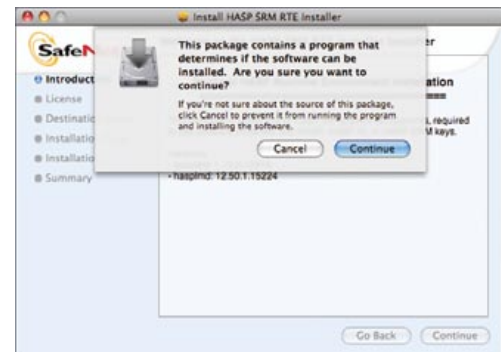 Install HASP SRM RTE Installer
SafeN
er
This package contains a program that
determines if the software can be
installed. Are you sure you want to
continue?
If you're not sure about the source of this package,
click Cancel to prevent it from running the program
and installing the software.
Cancel
Continue
Introduct
ation
===
License
Destinatio
, required
M keys.
Installatio
Installatio
Summary
- hasplmd: 12.50.1.15224
Go Back
Continue